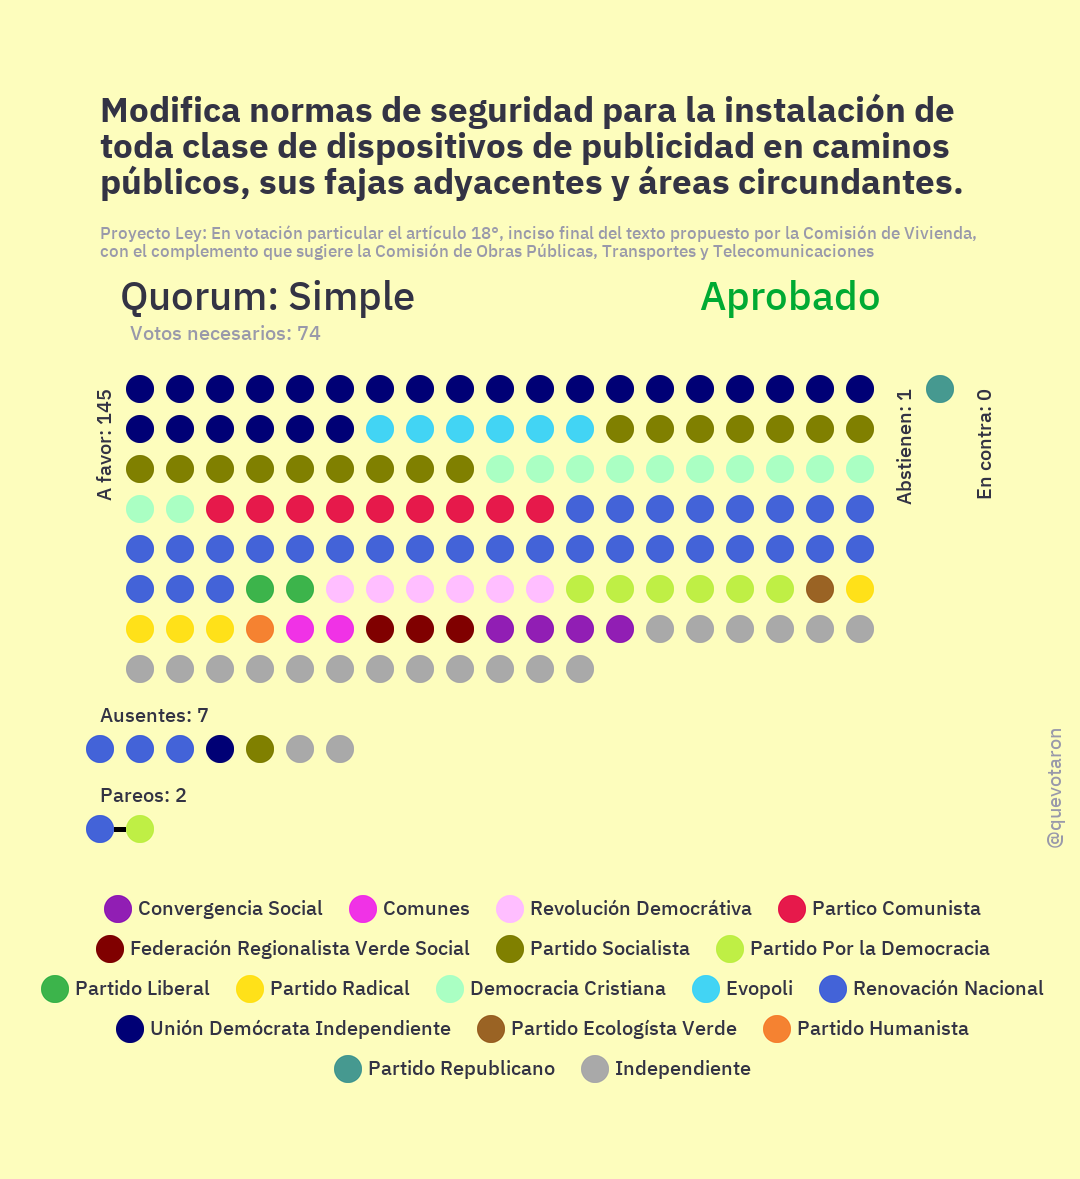 Modifica normas de seguridad para la instalación de
toda clase de dispositivos de publicidad en caminos
públicos, sus fajas adyacentes y áreas circundantes.
Proyecto Ley: En votación particular el artículo 18°, inciso final del texto propuesto por la Comisión de Vivienda,
con el complemento que sugiere la Comisión de Obras Públicas, Transportes y Telecomunicaciones
Quorum: Simple
Aprobado
Votos necesarios: 74
A favor: 145
Abstienen: 1
En contra: 0
Ausentes: 7
Pareos: 2
@quevotaron
Convergencia Social
Comunes
Revolución Democrátiva
Partico Comunista
Federación Regionalista Verde Social
Partido Socialista
Partido Por la Democracia
Partido Liberal
Partido Radical
Democracia Cristiana
Evopoli
Renovación Nacional
Unión Demócrata Independiente
Partido Ecologísta Verde
Partido Humanista
Partido Republicano
Independiente